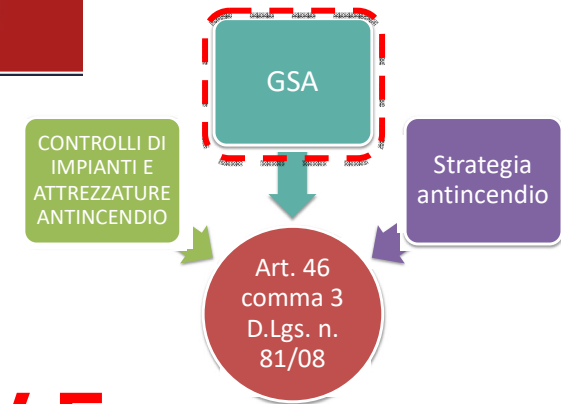 GSA
CONTROLLI DI
IMPIANTI E
ATTREZZATURE
ANTINCENDIO
Strategia
antincendio
Art. 46
comma 3
D.Lgs. n.
81/08